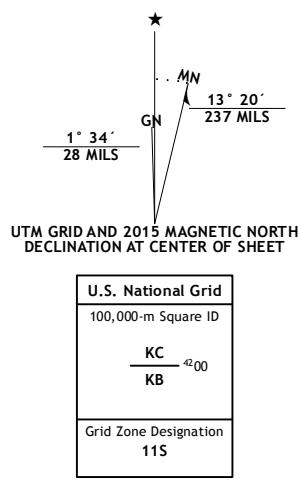 ★
MN
GN
13° 20´
237 MILS
1° 34´
28 MILS
UTM GRID AND 2015 MAGNETIC NORTH
DECLINATION AT CENTER OF SHEET
U.S. National Grid
100,000-m Square ID
KC
4200
KB
Grid Zone Designation
11S